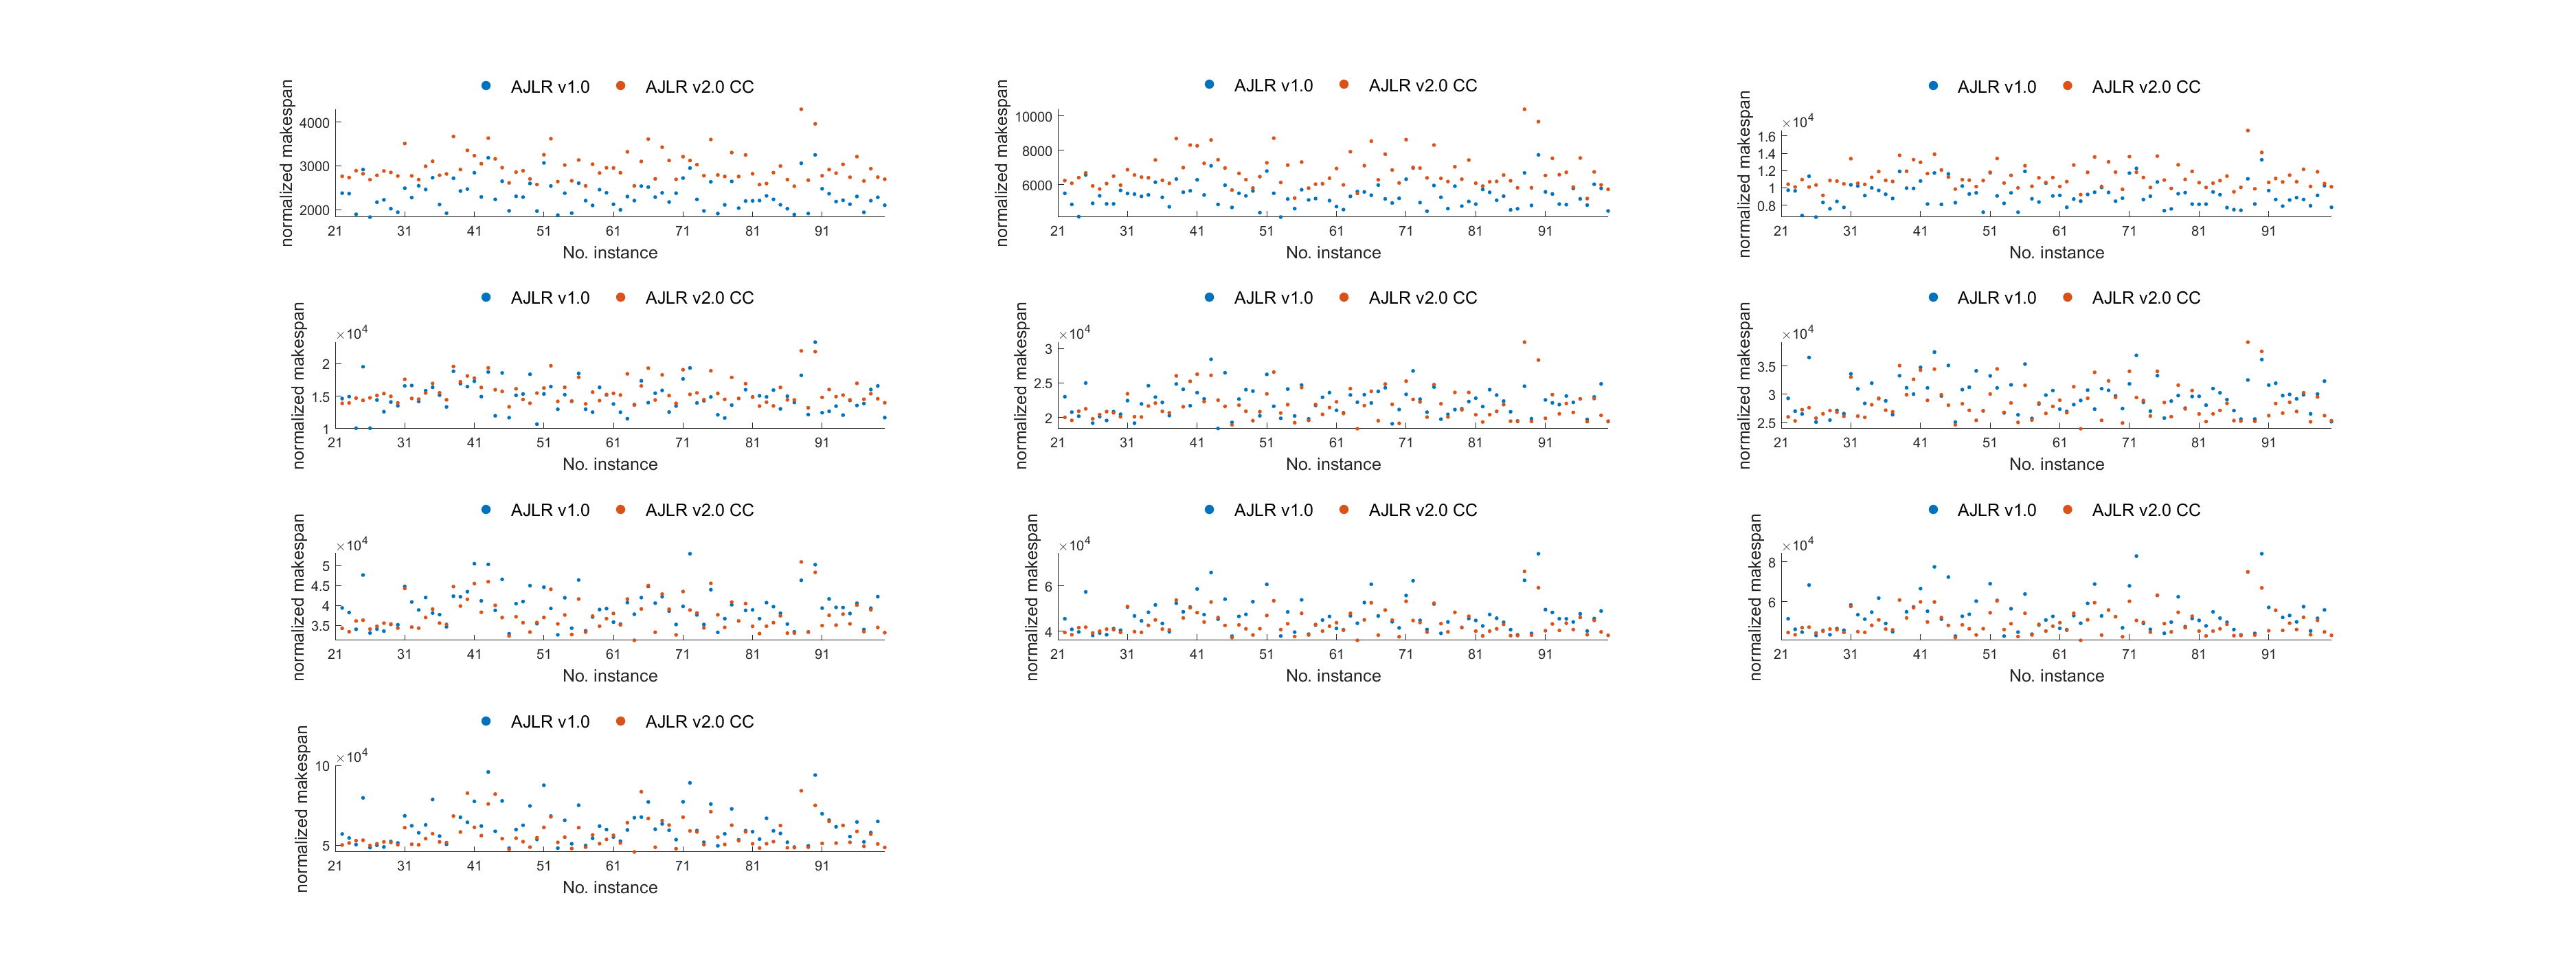 AJLR v1.0 AJLR v2.0 CC
normalized makespan
4000
3000
2000
21 31 41 51 61 71 81 91
No. instance
AJLR v1.0 AJLR v2.0 CC
normalized makespan
10000
8000
6000
21 31 41 51 61 71 81 91
No. instance
AJLR v1.0 AJLR v2.0 CC
normalized makespan
×10⁴
1.6
1.4
1.2
1
0.8
21 31 41 51 61 71 81 91
No. instance
AJLR v1.0 AJLR v2.0 CC
normalized makespan
×10⁴
2
1.5
1
21 31 41 51 61 71 81 91
No. instance
AJLR v1.0 AJLR v2.0 CC
normalized makespan
×10⁴
3
2.5
2
21 31 41 51 61 71 81 91
No. instance
AJLR v1.0 AJLR v2.0 CC
normalized makespan
×10⁴
3.5
3
2.5
21 31 41 51 61 71 81 91
No. instance
AJLR v1.0 AJLR v2.0 CC
normalized makespan
×10⁴
5
4.5
4
3.5
21 31 41 51 61 71 81 91
No. instance
AJLR v1.0 AJLR v2.0 CC
normalized makespan
×10⁴
6
4
21 31 41 51 61 71 81 91
No. instance
AJLR v1.0 AJLR v2.0 CC
normalized makespan
×10⁴
8
6
21 31 41 51 61 71 81 91
No. instance
AJLR v1.0 AJLR v2.0 CC
normalized makespan
×10⁴
10
5
21 31 41 51 61 71 81 91
No. instance